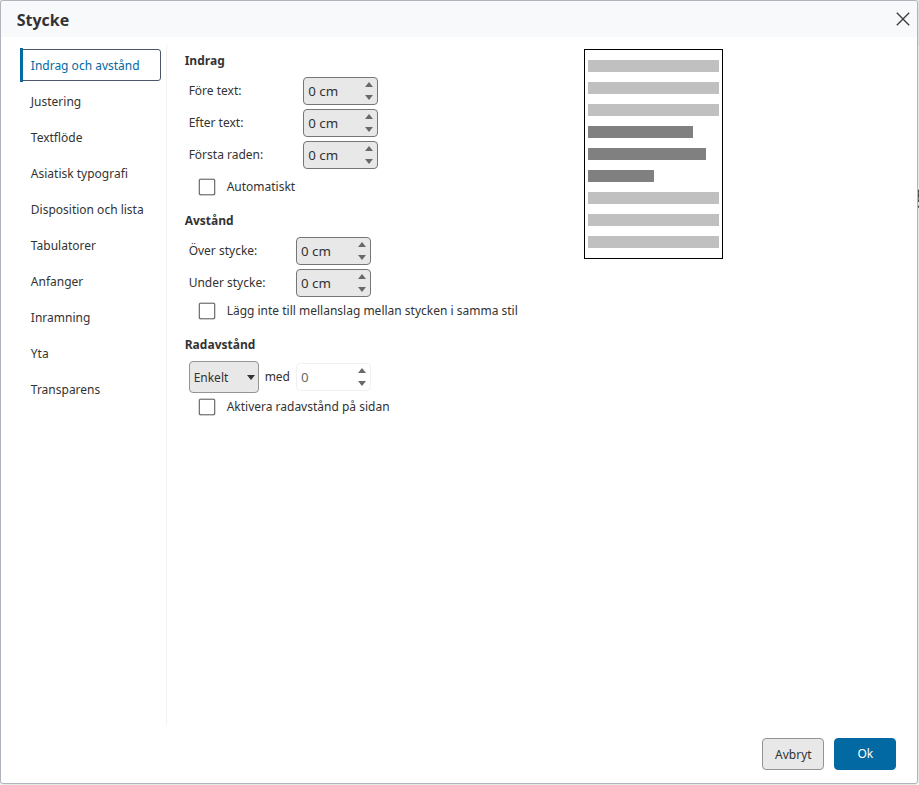 Stycke
Indrag och avstånd
Justering
Textflöde
Asiatisk typografi
Disposition och lista
Tabulatorer
Anfanger
Inramning
Yta
Transparens
Indrag
Före text: 0 cm
Efter text: 0 cm
Första raden: 0 cm
Automatiskt
Avstånd
Över stycke: 0 cm
Under stycke: 0 cm
Lägg inte till mellanslag mellan stycken i samma stil
Radavstånd
Enkelt med 0
Aktivera radavstånd på sidan
Avbryt Ok